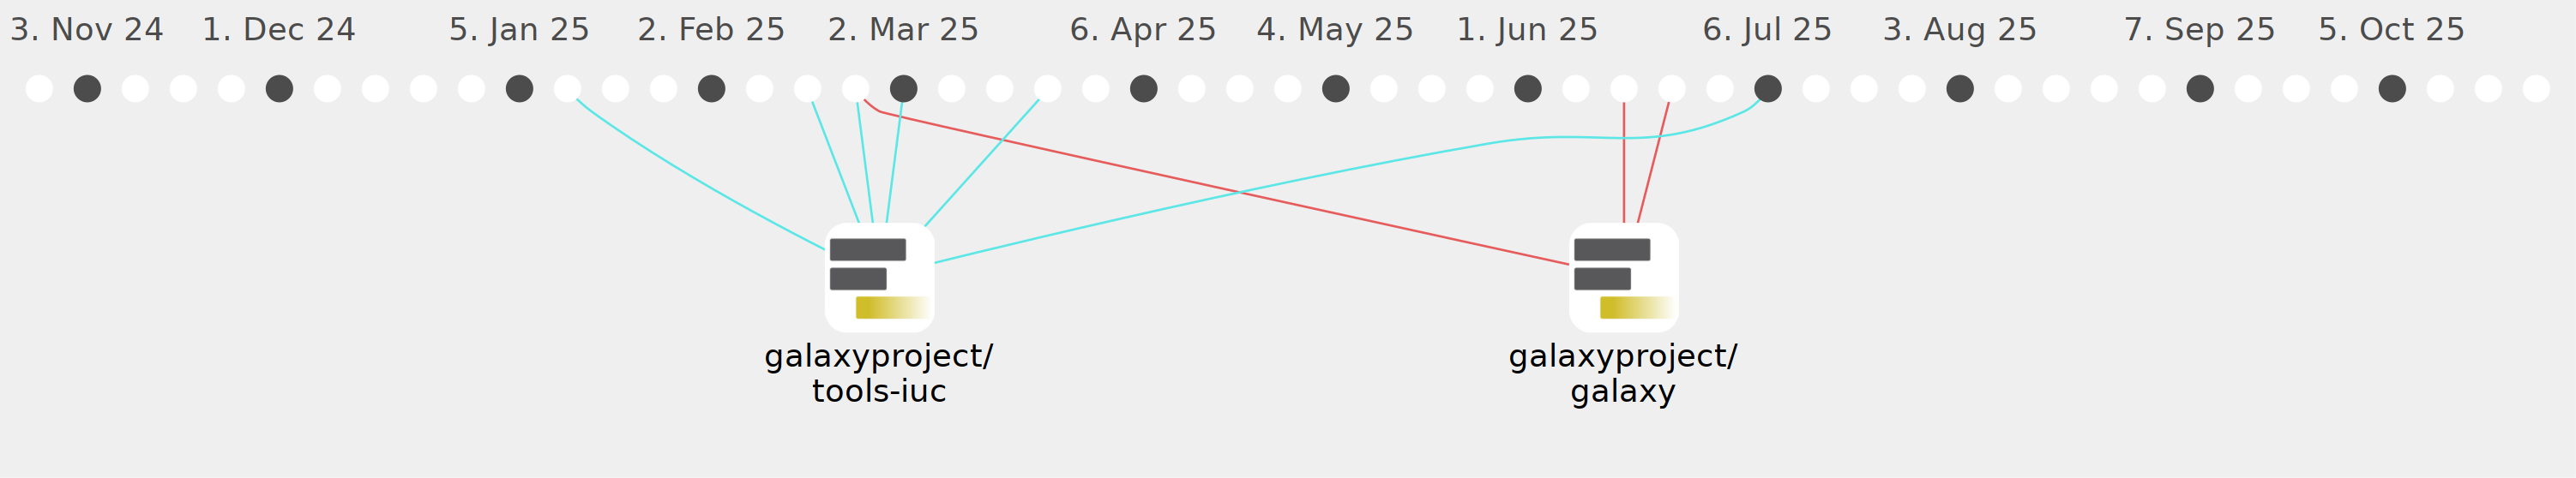 3. Nov 24 1. Dec 24 5. Jan 25 2. Feb 25 2. Mar 25 6. Apr 25 4. May 25 1. Jun 25 6. Jul 25 3. Aug 25 7. Sep 25 5. Oct 25
galaxyproject/
tools-iuc
galaxyproject/
galaxy